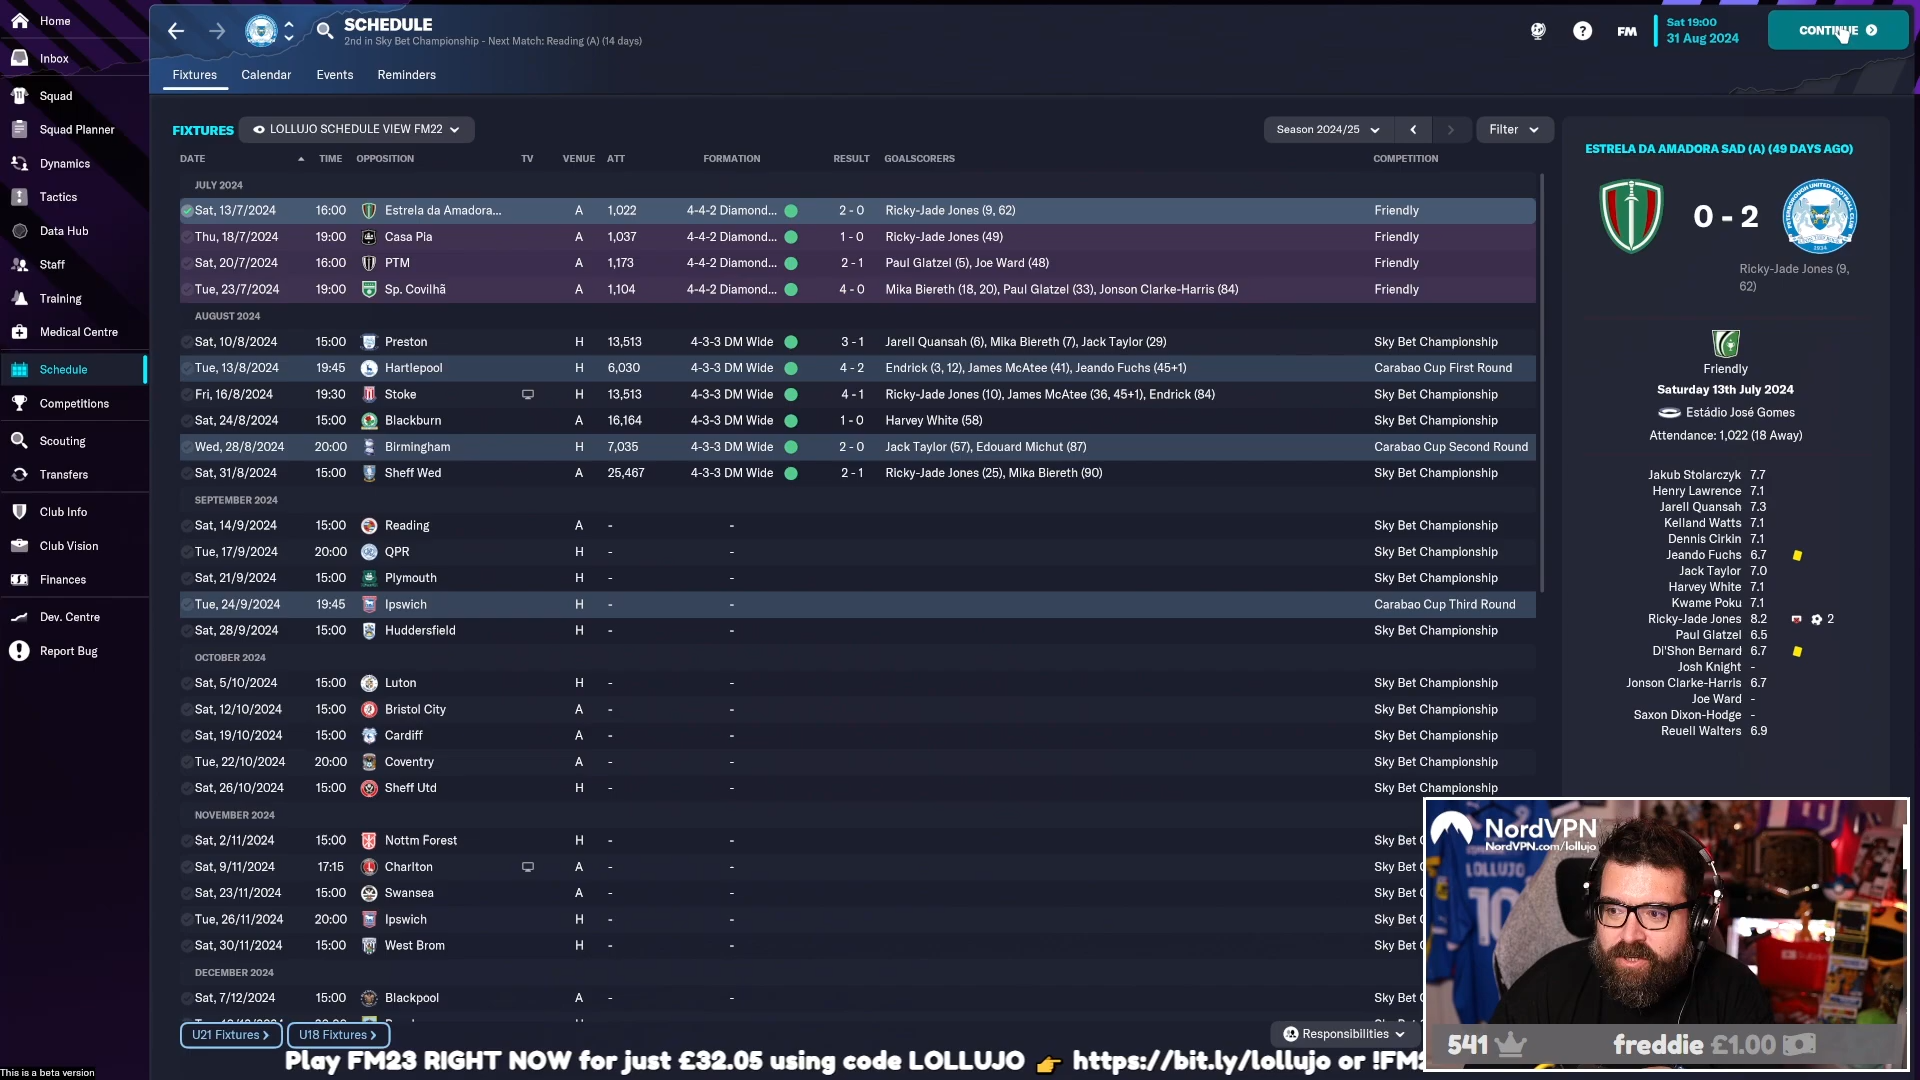 Home
Inbox
Squad
Squad Planner
Dynamics
Tactics
Data Hub
Staff
Training
Medical Centre
Schedule
Competitions
Scouting
Transfers
Club Info
Club Vision
Finances
Dev. Centre
Report Bug
This is a beta version
SCHEDULE
2nd in Sky Bet Championship - Next Match: Reading (A) (14 days)
FM
Sat 19:00
31 Aug 2024
CONTINUE
Fixtures Calendar Events Reminders
FIXTURES LOLLUJO SCHEDULE VIEW FM22 Season 2024/25 Filter
DATE TIME OPPOSITION TV VENUE ATT FORMATION RESULT GOALSCORERS COMPETITION
JULY 2024
Sat, 13/7/2024 16:00 Estrela da Amadora... A 1,022 4-4-2 Diamond... 2 - 0 Ricky-Jade Jones (9, 62) Friendly
Thu, 18/7/2024 19:00 Casa Pia A 1,037 4-4-2 Diamond... 1 - 0 Ricky-Jade Jones (49) Friendly
Sat, 20/7/2024 16:00 PTM A 1,173 4-4-2 Diamond... 2 - 1 Paul Glatzel (5), Joe Ward (48) Friendly
Tue, 23/7/2024 19:00 Sp. Covilhã A 1,104 4-4-2 Diamond... 4 - 0 Mika Biereth (18, 20), Paul Glatzel (33), Jonson Clarke-Harris (84) Friendly
AUGUST 2024
Sat, 10/8/2024 15:00 Preston H 13,513 4-3-3 DM Wide 3 - 1 Jarell Quansah (6), Mika Biereth (7), Jack Taylor (29) Sky Bet Championship
Tue, 13/8/2024 19:45 Hartlepool H 6,030 4-3-3 DM Wide 4 - 2 Endrick (3, 12), James McAtee (41), Jeando Fuchs (45+1) Carabao Cup First Round
Fri, 16/8/2024 19:30 Stoke H 13,513 4-3-3 DM Wide 4 - 1 Ricky-Jade Jones (10), James McAtee (36, 45+1), Endrick (84) Sky Bet Championship
Sat, 24/8/2024 15:00 Blackburn A 16,164 4-3-3 DM Wide 1 - 0 Harvey White (58) Sky Bet Championship
Wed, 28/8/2024 20:00 Birmingham H 7,035 4-3-3 DM Wide 2 - 0 Jack Taylor (57), Edouard Michut (87) Carabao Cup Second Round
Sat, 31/8/2024 15:00 Sheff Wed A 25,467 4-3-3 DM Wide 2 - 1 Ricky-Jade Jones (25), Mika Biereth (90) Sky Bet Championship
SEPTEMBER 2024
Sat, 14/9/2024 15:00 Reading A - - Sky Bet Championship
Tue, 17/9/2024 20:00 QPR H - - Sky Bet Championship
Sat, 21/9/2024 15:00 Plymouth H - - Sky Bet Championship
Tue, 24/9/2024 19:45 Ipswich H - - Carabao Cup Third Round
Sat, 28/9/2024 15:00 Huddersfield H - - Sky Bet Championship
OCTOBER 2024
Sat, 5/10/2024 15:00 Luton H - - Sky Bet Championship
Sat, 12/10/2024 15:00 Bristol City A - - Sky Bet Championship
Sat, 19/10/2024 15:00 Cardiff A - - Sky Bet Championship
Tue, 22/10/2024 20:00 Coventry A - - Sky Bet Championship
Sat, 26/10/2024 15:00 Sheff Utd H - - Sky Bet Championship
NOVEMBER 2024
Sat, 2/11/2024 15:00 Nottm Forest H - - Sky Bet
Sat, 9/11/2024 17:15 Charlton A - - Sky Bet
Sat, 23/11/2024 15:00 Swansea A - - Sky Bet
Tue, 26/11/2024 20:00 Ipswich H - - Sky Bet
Sat, 30/11/2024 15:00 West Brom H - - Sky Bet
DECEMBER 2024
Sat, 7/12/2024 15:00 Blackpool A - - Sky Bet
U21 Fixtures U18 Fixtures Responsibilities
ESTRELA DA AMADORA SAD (A) (49 DAYS AGO)
0 - 2
Ricky-Jade Jones (9,
62)
Friendly
Saturday 13th July 2024
Estádio José Gomes
Attendance: 1,022 (18 Away)
Jakub Stolarczyk 7.7
Henry Lawrence 7.1
Jarell Quansah 7.3
Kelland Watts 7.1
Dennis Cirkin 7.1
Jeando Fuchs 6.7
Jack Taylor 7.0
Harvey White 7.1
Kwame Poku 7.1
Ricky-Jade Jones 8.2 2
Paul Glatzel 6.5
Di'Shon Bernard 6.7
Josh Knight -
Jonson Clarke-Harris 6.7
Joe Ward -
Saxon Dixon-Hodge -
Reuell Walters 6.9
NordVPN
NordVPN.com/lollujo
LOLLUJO
10
541 freddie £1.00
Play FM23 RIGHT NOW for just £32.05 using code LOLLUJO 👉 https://bit.ly/lollujo or !FM2